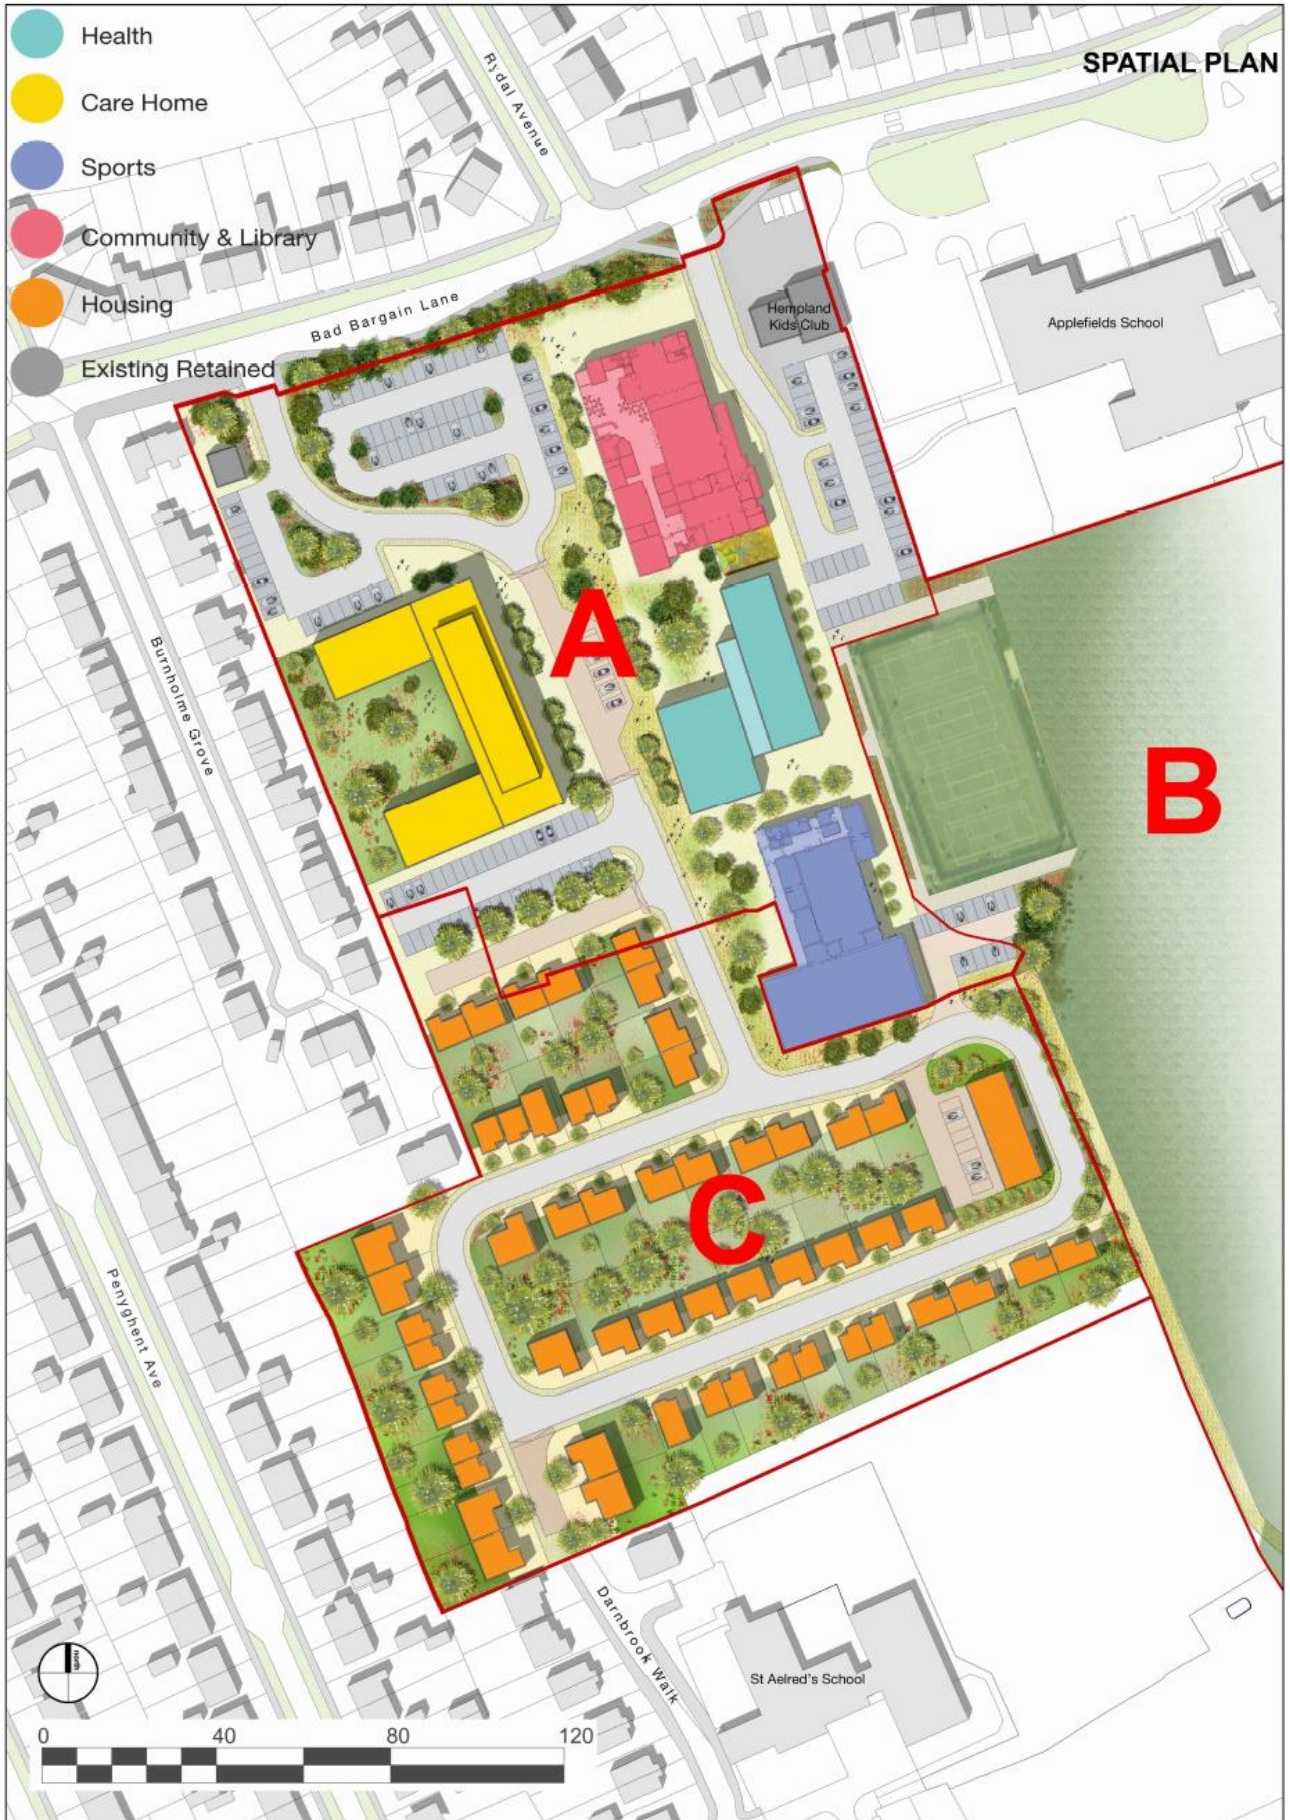 Health
Care Home
Sports
Community & Library
Housing
Existing Retained
SPATIAL PLAN
Rydal Avenue
Bad Bargain Lane
Hempland
Kids Club
Applefields School
A
B
Burnholme Grove
C
Penyghent Ave
Darnbrook Walk
St Aelred's School
north
0 40 80 120